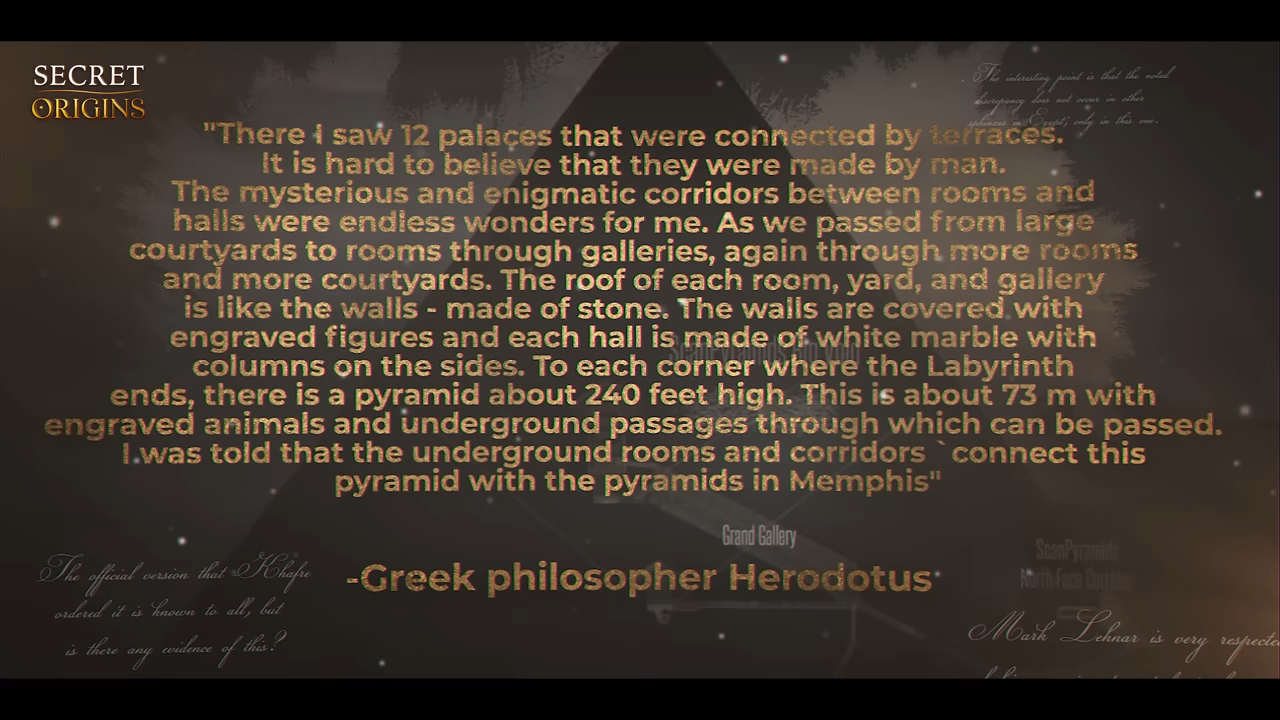 SECRET
ORIGINS
The interesting point is that the noted
discrepancy does not occur in other
sphinxes in Egypt; only in this one.
"There I saw 12 palaces that were connected by terraces.
It is hard to believe that they were made by man.
The mysterious and enigmatic corridors between rooms and
halls were endless wonders for me. As we passed from large
courtyards to rooms through galleries, again through more rooms
and more courtyards. The roof of each room, yard, and gallery
is like the walls - made of stone. The walls are covered with
engraved figures and each hall is made of white marble with
columns on the sides. To each corner where the Labyrinth
ends, there is a pyramid about 240 feet high. This is about 73 m with
engraved animals and underground passages through which can be passed.
I was told that the underground rooms and corridors `connect this
pyramid with the pyramids in Memphis"
Grand Gallery
ScanPyramids
North Face Corridor
-Greek philosopher Herodotus
The official version that Khafre
ordered it is known to all, but
is there any evidence of this?
Mark Lehnar is very respecte